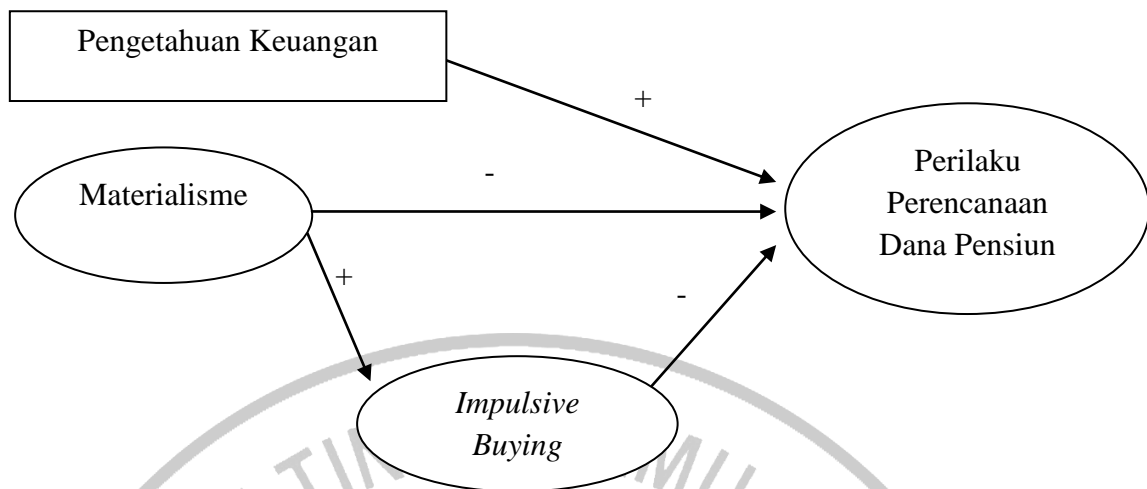 Pengetahuan Keuangan
+
Materialisme
-
Perilaku
Perencanaan
Dana Pensiun
+
-
Impulsive
Buying